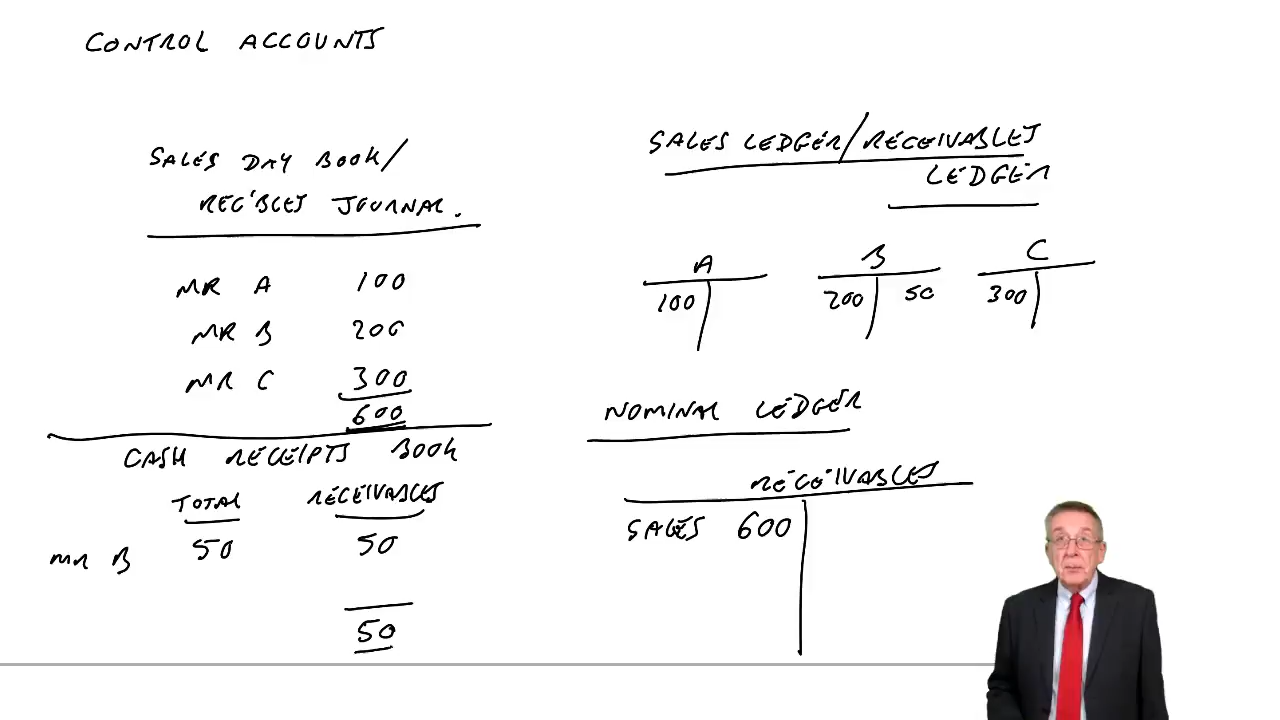 CONTROL ACCOUNTS
SALES DAY BOOK/
REC'BLES JOURNAL.
MR A 100
MR B 200
MR C 300
600
CASH RECEIPTS BOOK
TOTAL RECEIVABLES
MR B 50 50
50
SALES LEDGER/RECEIVABLES
LEDGER
A B C
100 200 50 300
NOMINAL LEDGER
RECEIVABLES
SALES 600